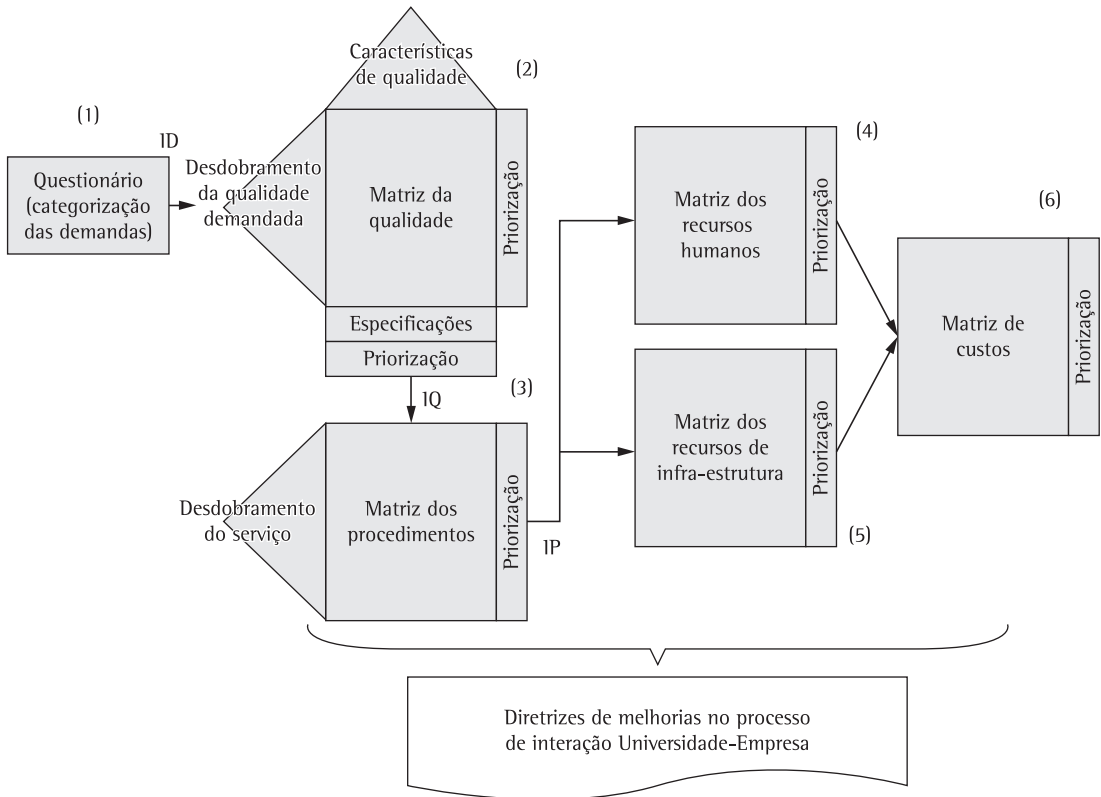 (1)
ID
Questionário
(categorização
das demandas)
Características
de qualidade
(2)
Desdobramento
da qualidade
demandada
Matriz da
qualidade
Priorização
Especificações
Priorização
IQ
(3)
Desdobramento
do serviço
Matriz dos
procedimentos
Priorização
IP
(4)
Matriz dos
recursos
humanos
Priorização
Matriz dos
recursos de
infra-estrutura
Priorização
(5)
(6)
Matriz de
custos
Priorização
Diretrizes de melhorias no processo
de interação Universidade-Empresa